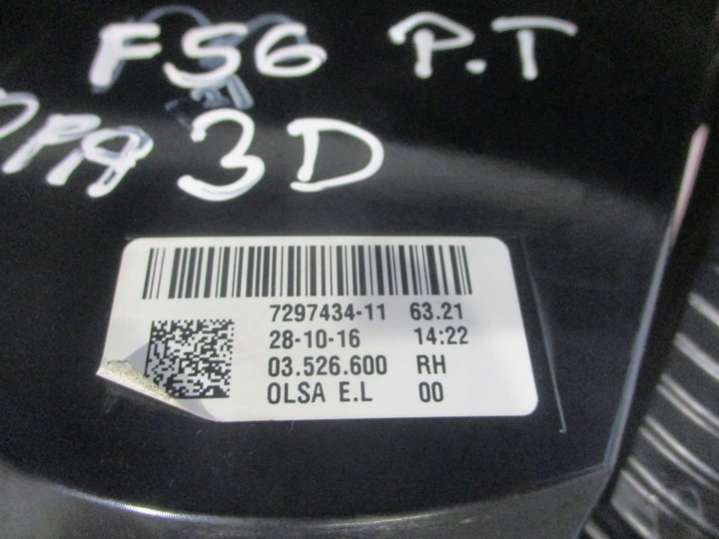 F56 P.T
3D
7297434-11 63.21
28-10-16 14:22
03.526.600 RH
OLSA E.L 00